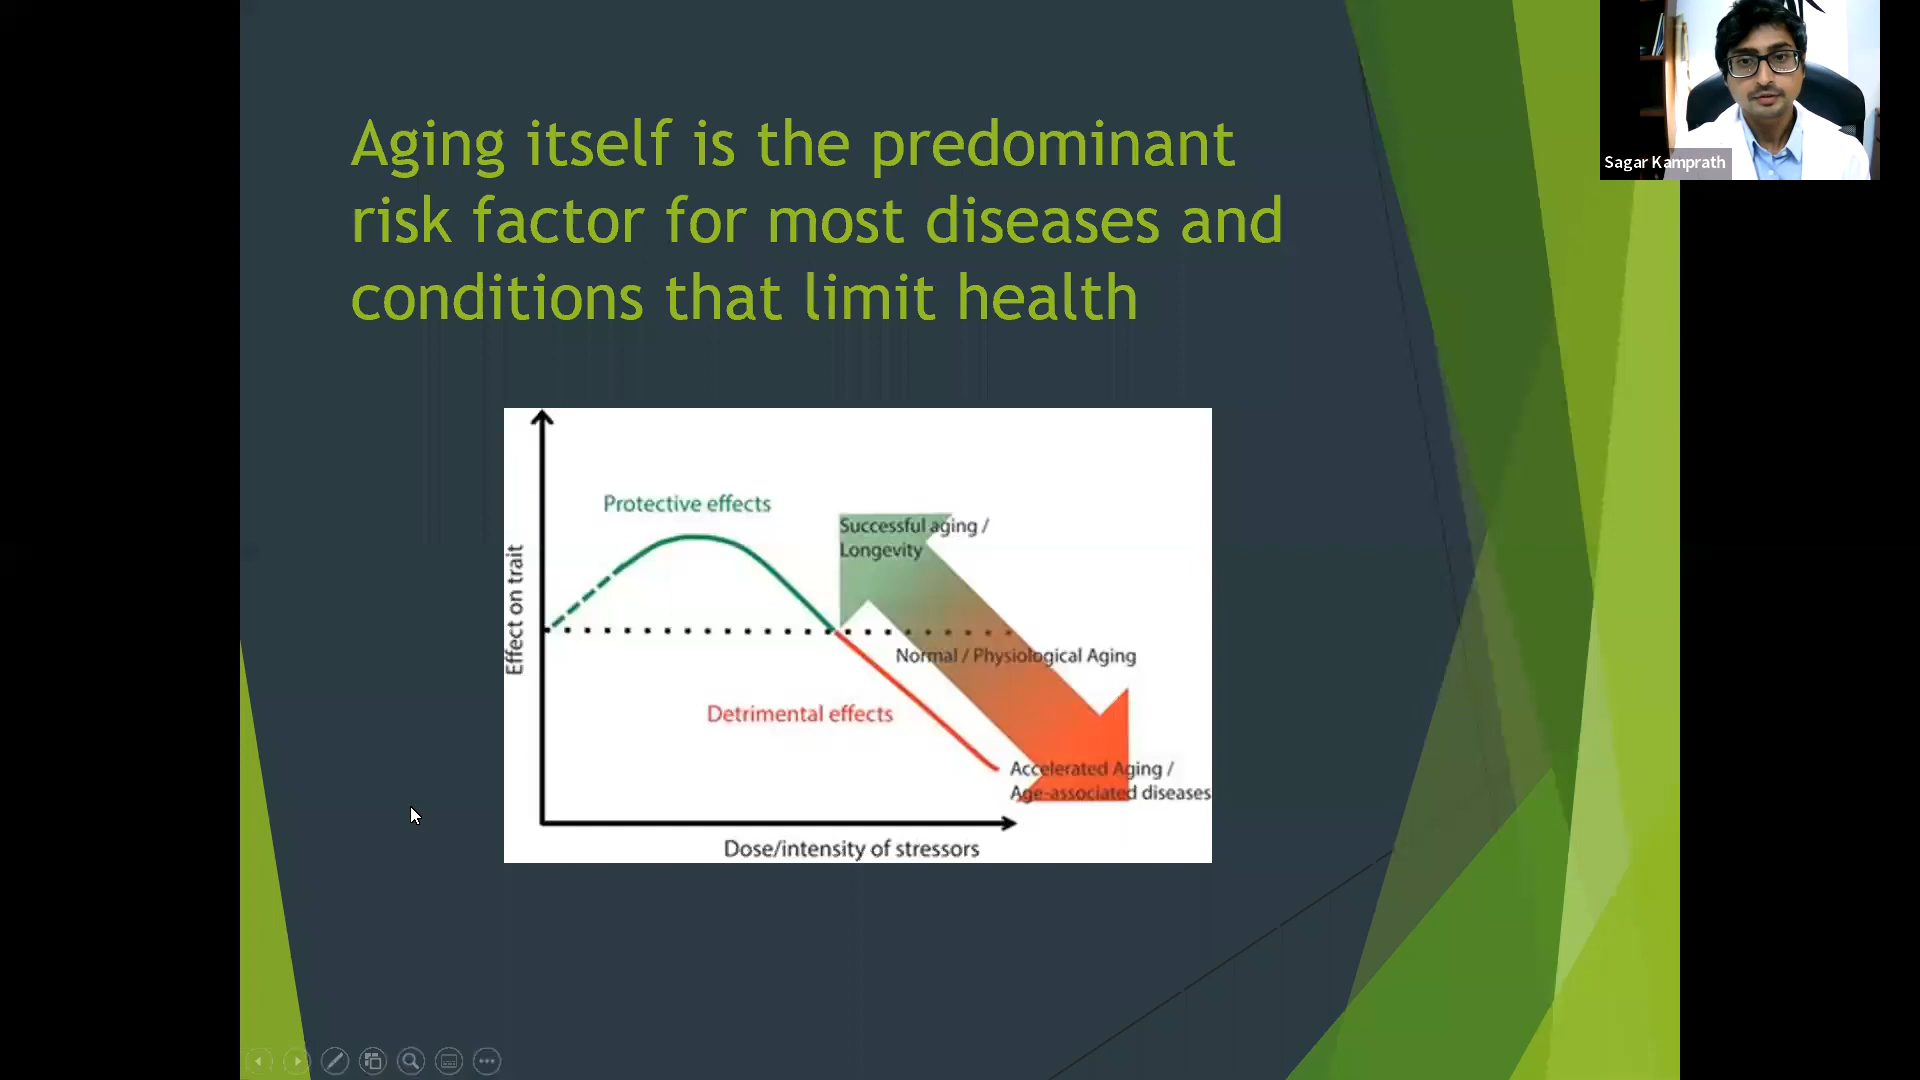 Aging itself is the predominant
risk factor for most diseases and
conditions that limit health
Sagar Kamprath
Protective effects
Successful aging /
Longevity
Effect on trait
Normal / Physiological Aging
Detrimental effects
Accelerated Aging /
Age-associated diseases
Dose/intensity of stressors